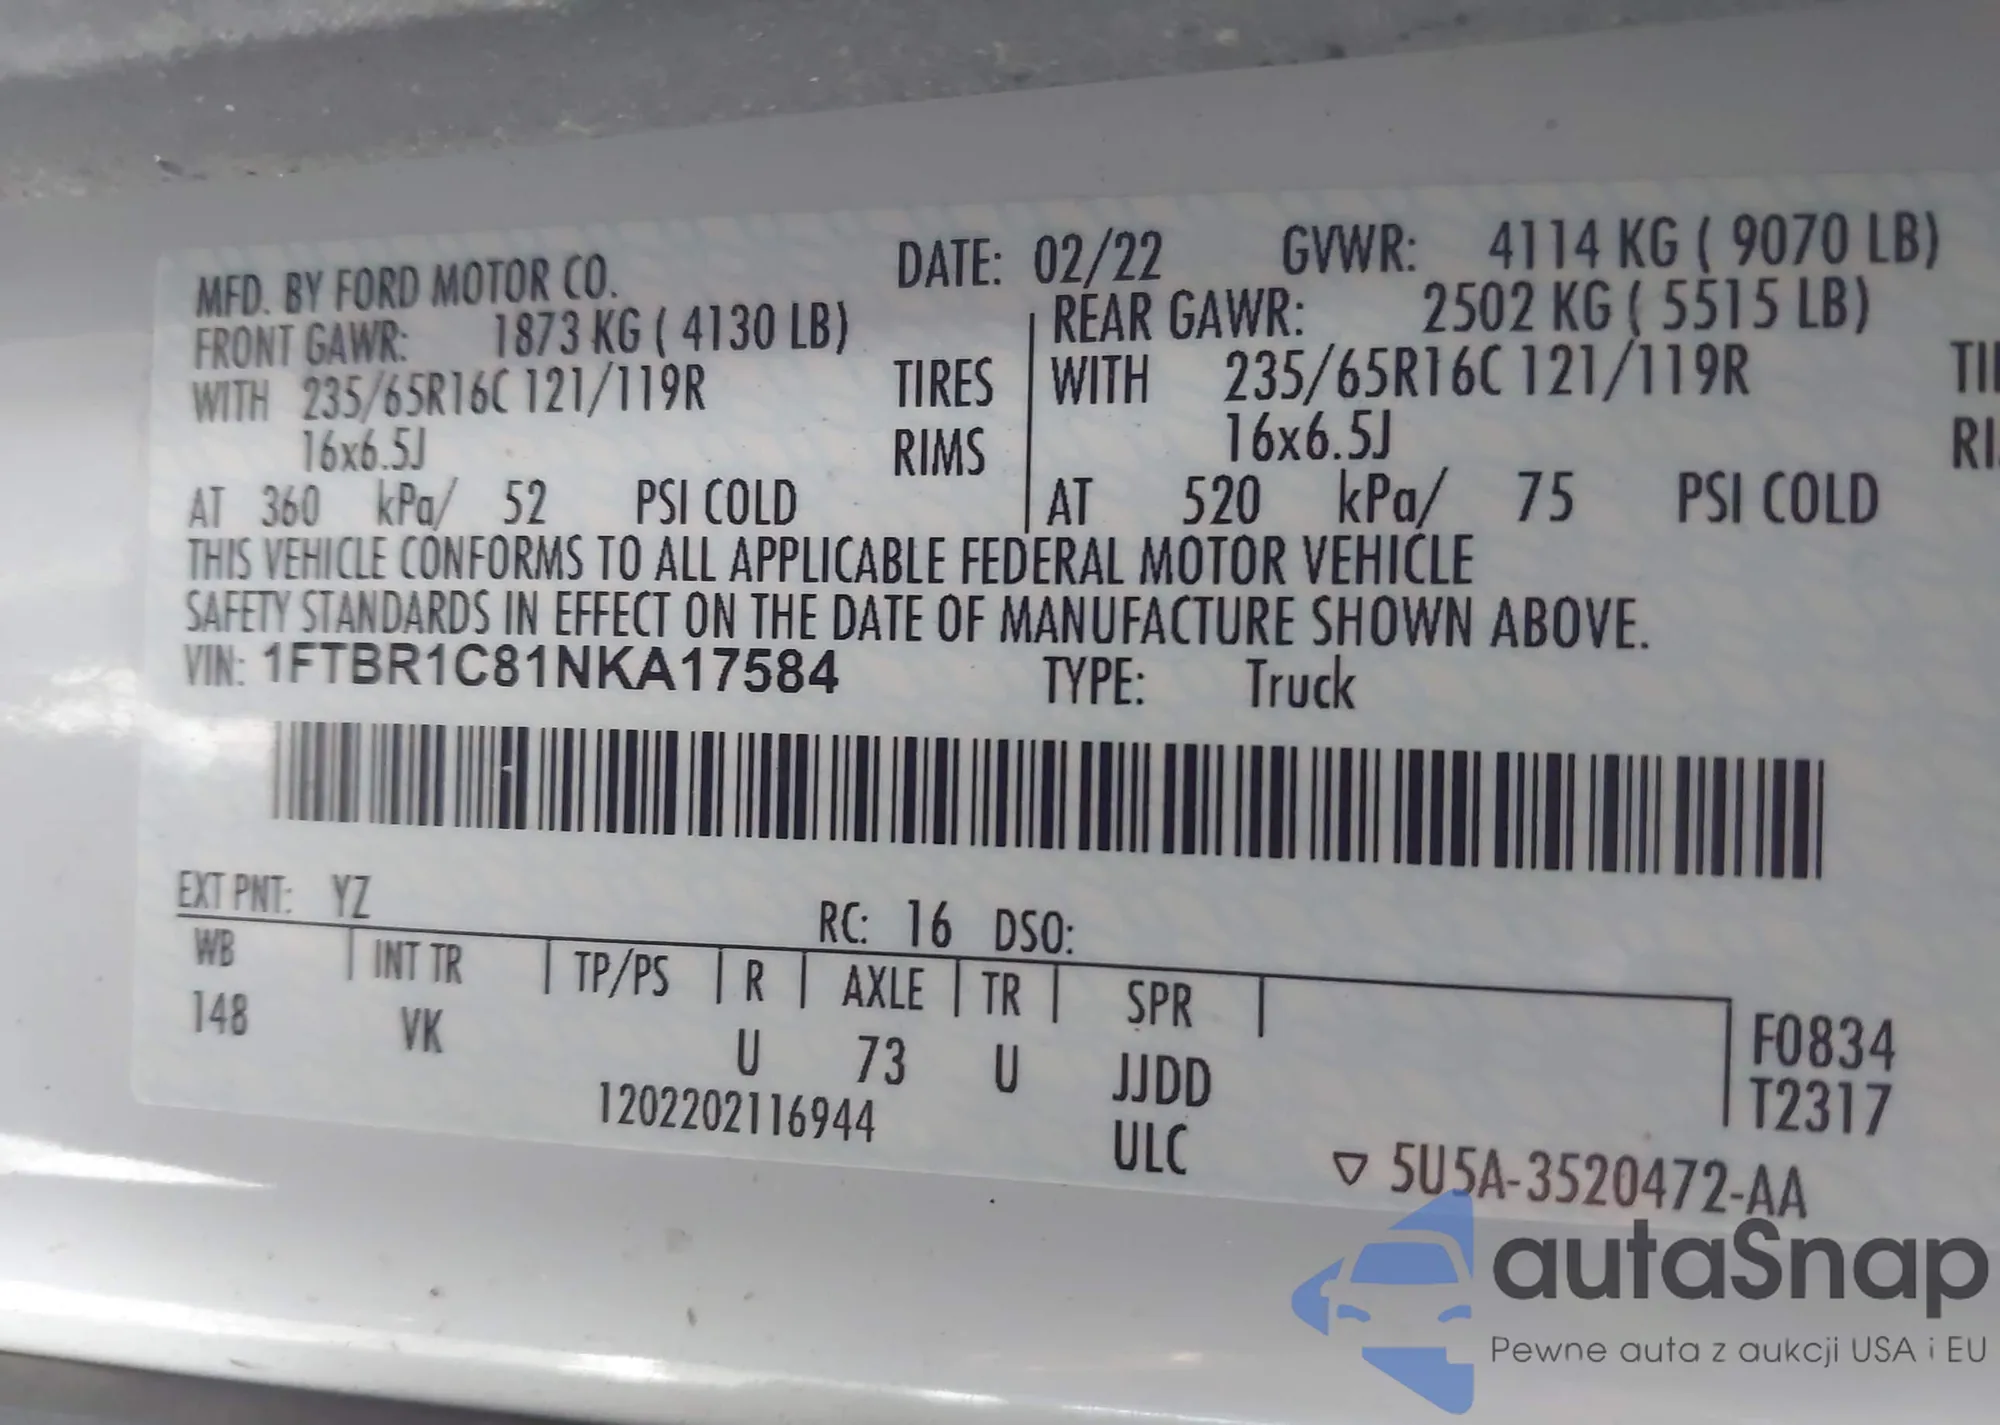 MFD. BY FORD MOTOR CO. DATE: 02/22 GVWR: 4114 KG ( 9070 LB)
FRONT GAWR: 1873 KG ( 4130 LB) REAR GAWR: 2502 KG ( 5515 LB)
WITH 235/65R16C 121/119R TIRES WITH 235/65R16C 121/119R
16x6.5J RIMS 16x6.5J
AT 360 kPa/ 52 PSI COLD AT 520 kPa/ 75 PSI COLD
THIS VEHICLE CONFORMS TO ALL APPLICABLE FEDERAL MOTOR VEHICLE
SAFETY STANDARDS IN EFFECT ON THE DATE OF MANUFACTURE SHOWN ABOVE.
VIN: 1FTBR1C81NKA17584 TYPE: Truck
EXT PNT: YZ RC: 16 DSO:
WB INT TR TP/PS R AXLE TR SPR
148 VK U 73 U JJDD
F0834
T2317
1202202116944 ULC
▽ 5U5A-3520472-AA
autaSnap
Pewne auta z aukcji USA i EU